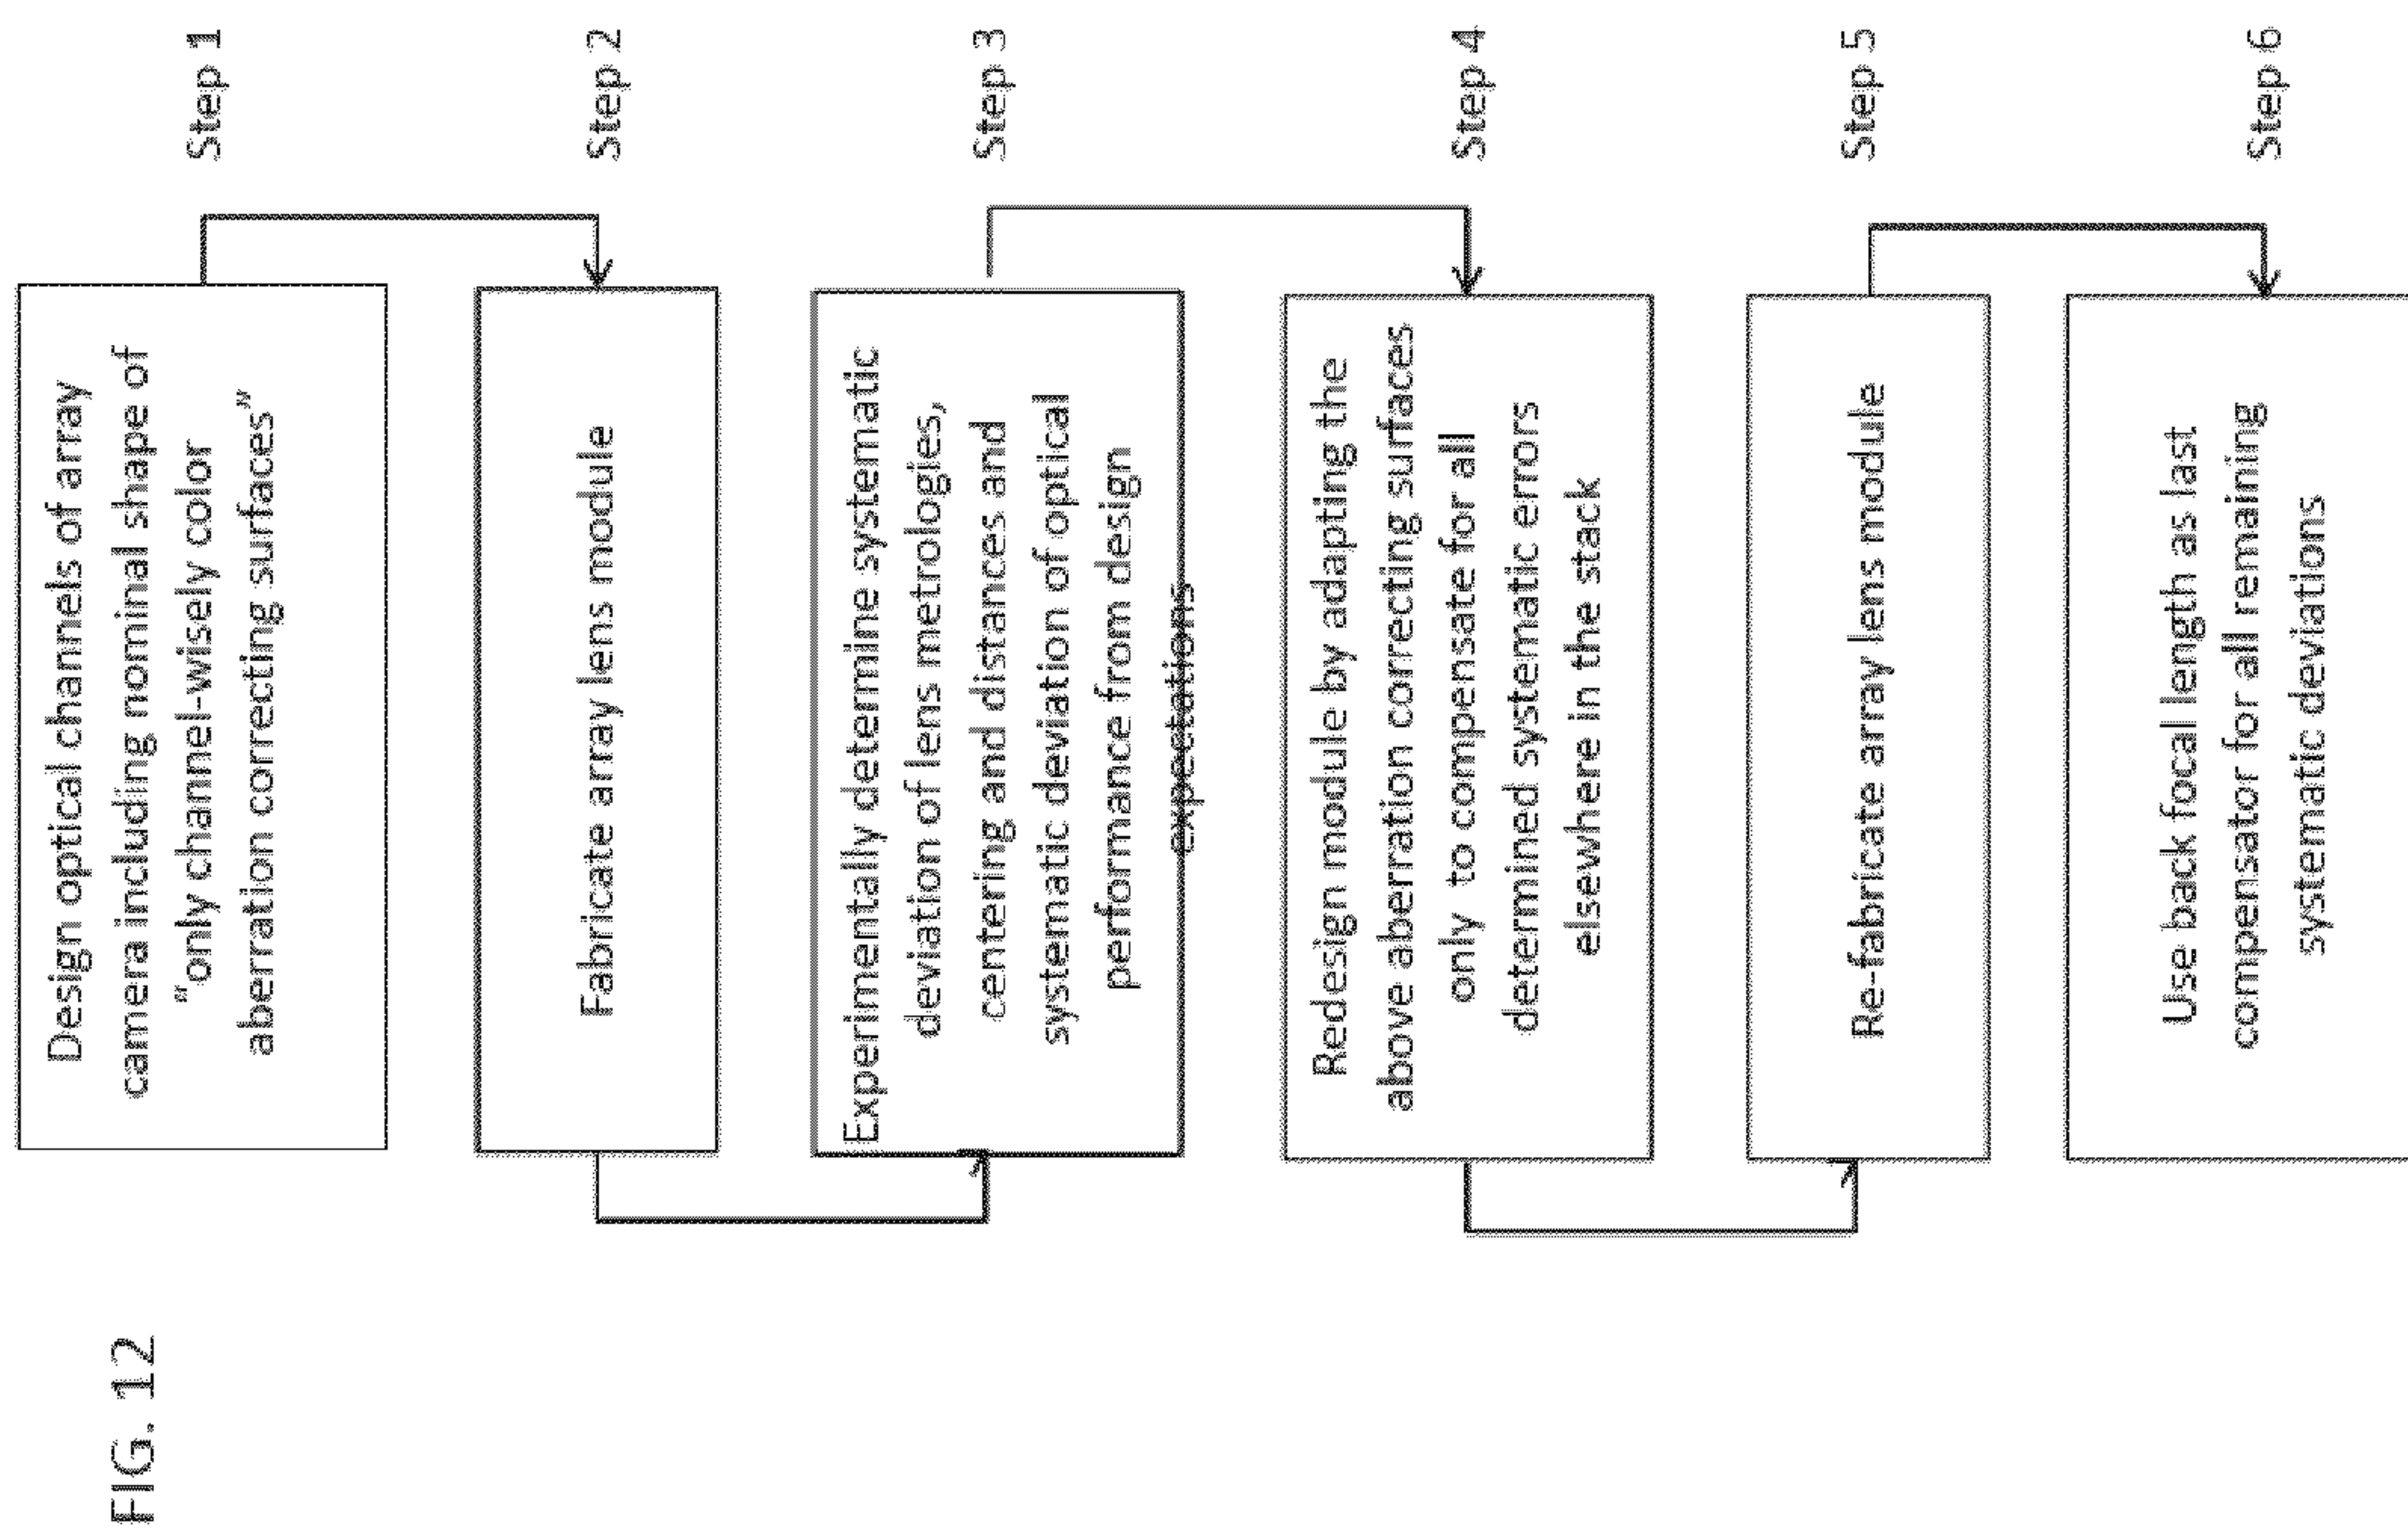 FIG. 12
Design optical channels of array
camera including nominal shape of
"only channel-wisely color
aberration correcting surfaces"
Step 1
Fabricate array lens module
Step 2
Experimentally determine systematic
deviation of lens metrologies,
centering and distances and
systematic deviation of optical
performance from design
expectations
Step 3
Redesign module by adapting the
above aberration correcting surfaces
only to compensate for all
determined systematic errors
elsewhere in the stack
Step 4
Re-fabricate array lens module
Step 5
Use back focal length as last
compensator for all remaining
systematic deviations
Step 6